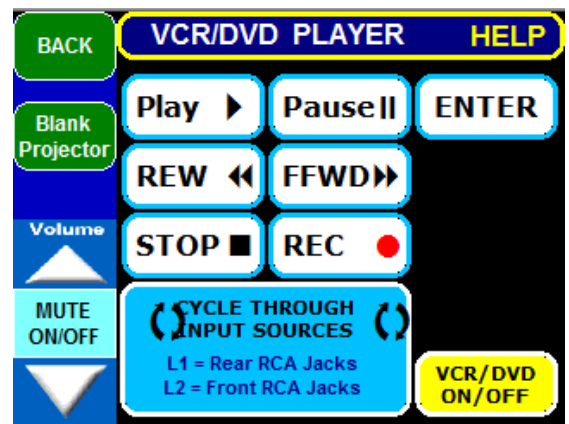 BACK
VCR/DVD PLAYER HELP
Blank
Projector
Play Pause ENTER
REW FFWD
STOP REC
Volume
MUTE
ON/OFF
CYCLE THROUGH
INPUT SOURCES
L1 = Rear RCA Jacks
L2 = Front RCA Jacks
VCR/DVD
ON/OFF